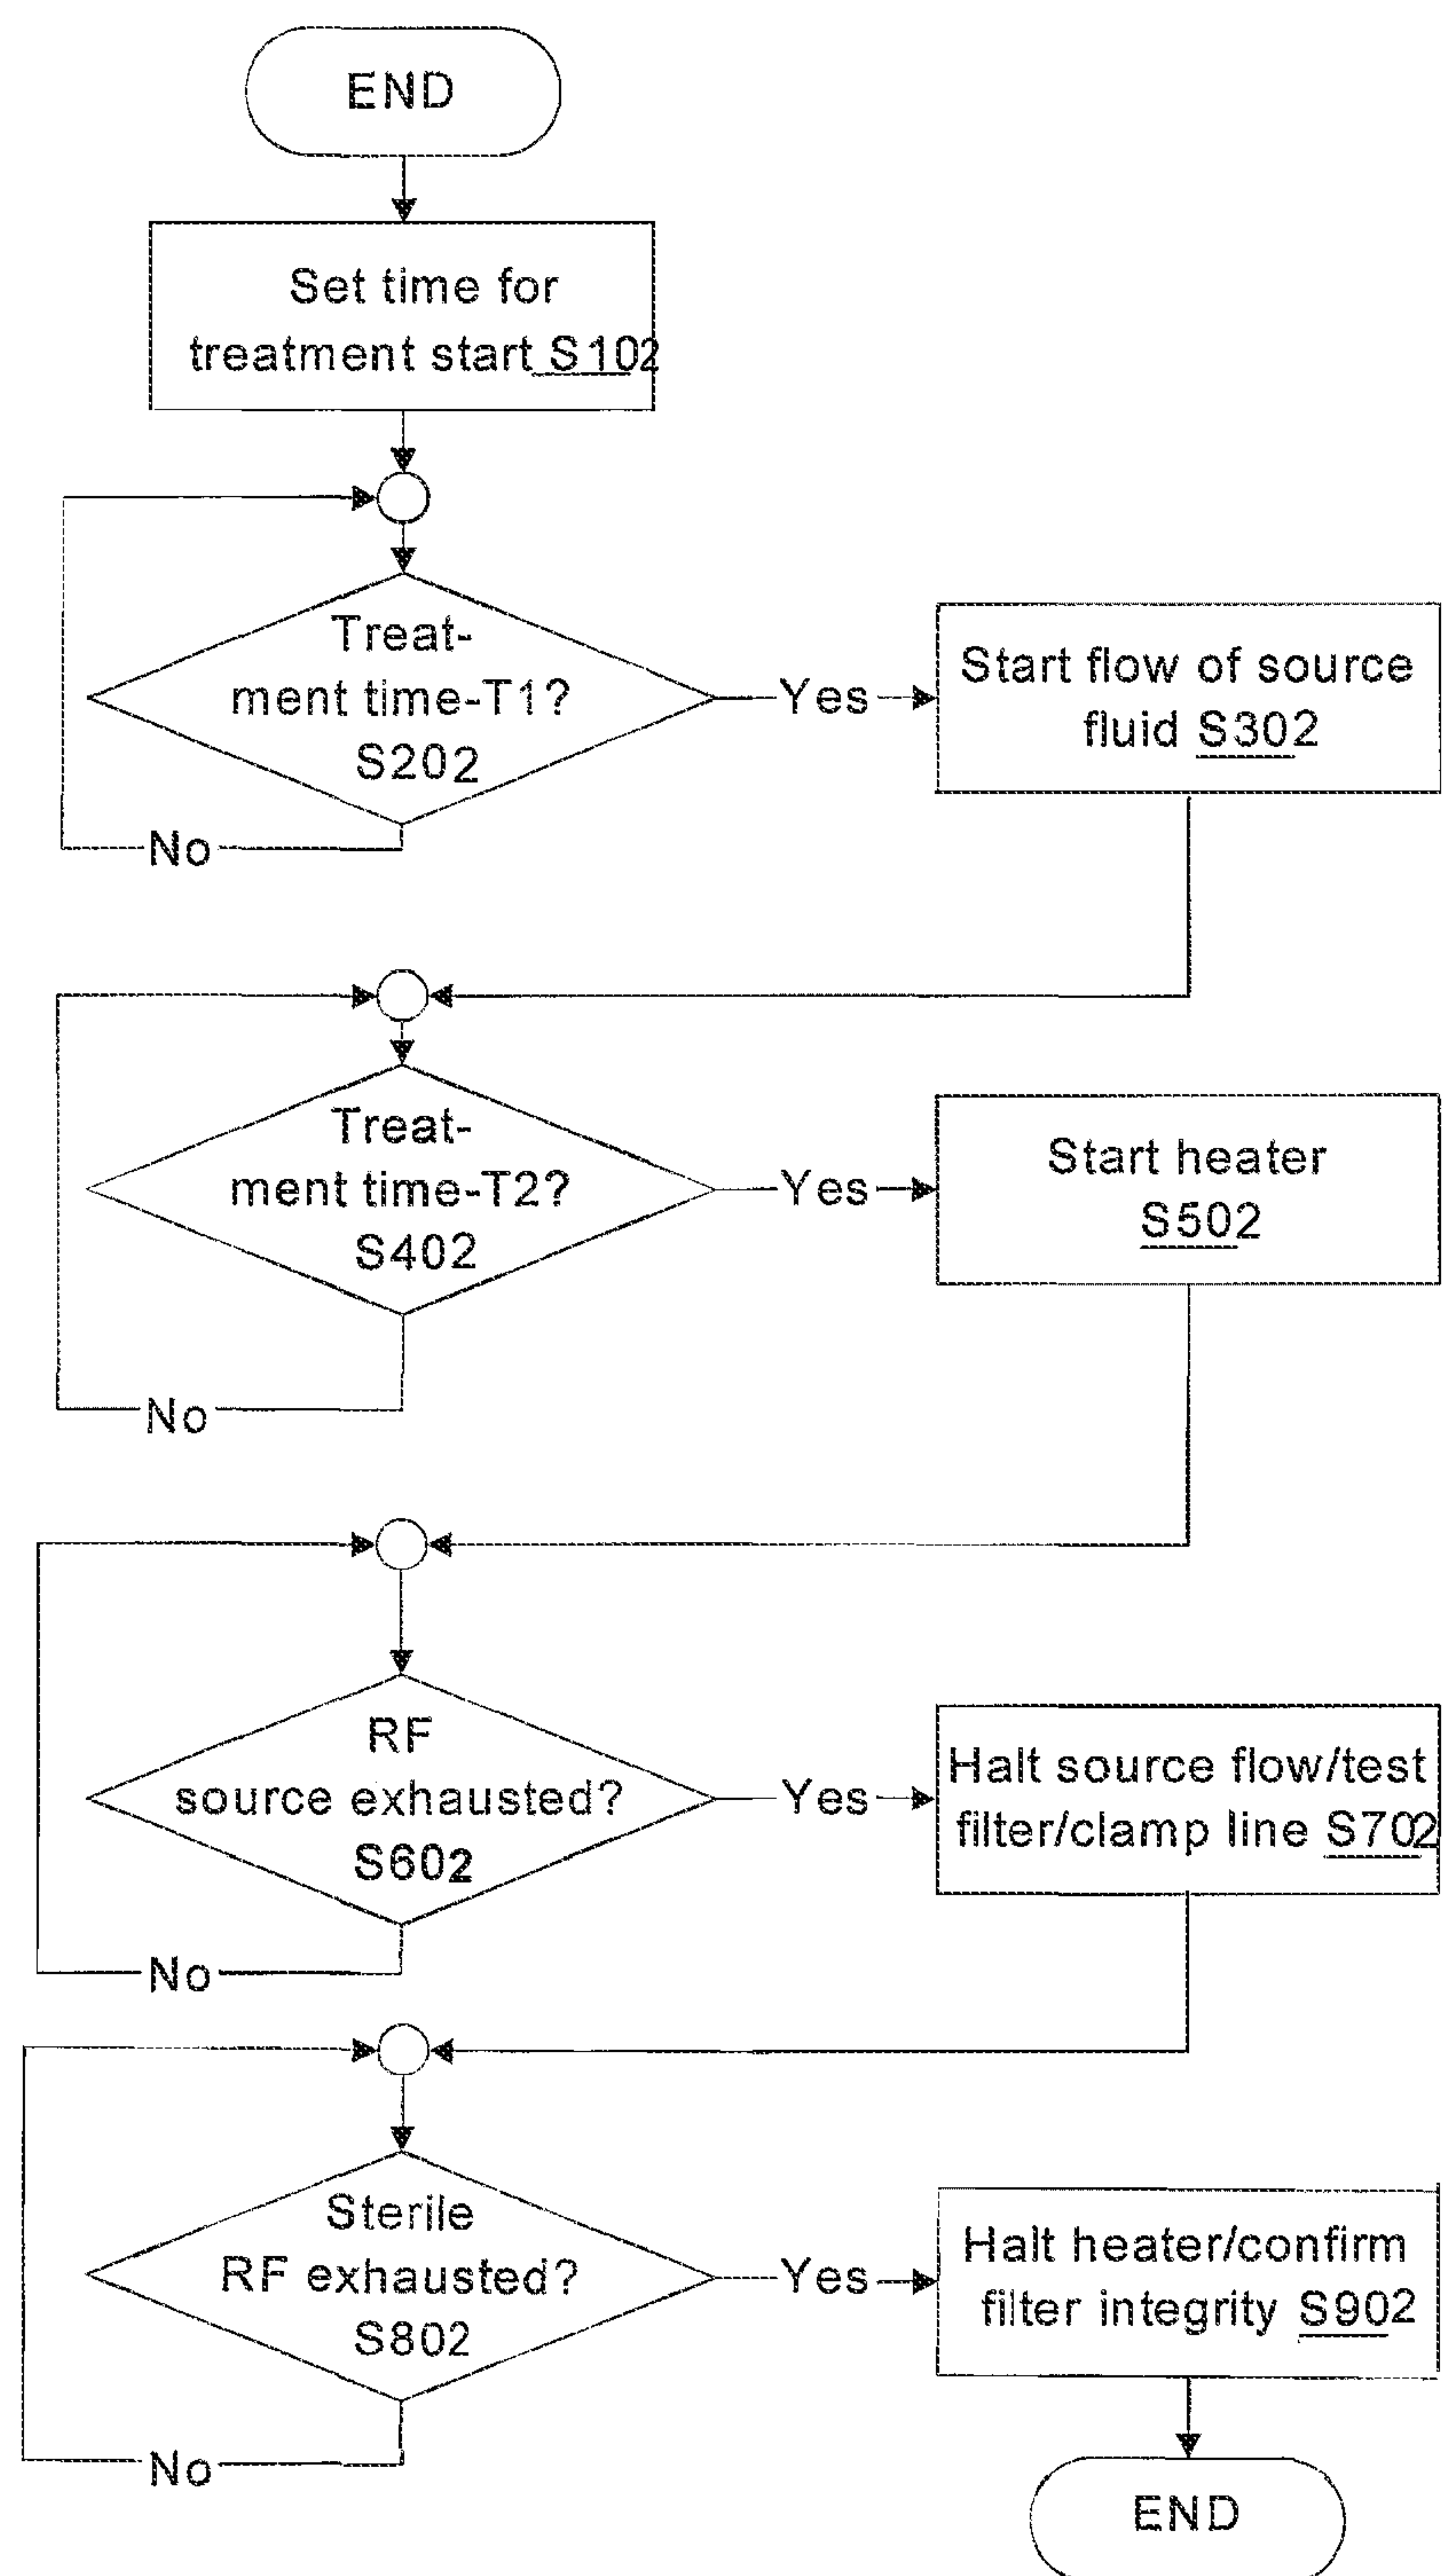 END
Set time for
treatment start S102
Treat-
ment time-T1?
S202
Yes
Start flow of source
fluid S302
No
Treat-
ment time-T2?
S402
Yes
Start heater
S502
No
RF
source exhausted?
S602
Yes
Halt source flow/test
filter/clamp line S702
No
Sterile
RF exhausted?
S802
Yes
Halt heater/confirm
filter integrity S902
No
END